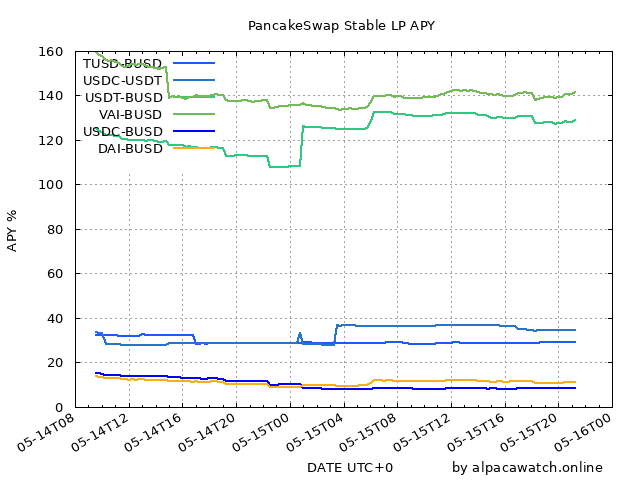 PancakeSwap Stable LP APY
160
140
120
100
80
60
40
20
0
APY %
TUSD-BUSD
USDC-USDT
USDT-BUSD
VAI-BUSD
USDC-BUSD
DAI-BUSD
05-14T08
05-14T12
05-14T16
05-14T20
05-15T00
05-15T04
05-15T08
05-15T12
05-15T16
05-15T20
05-16T00
DATE UTC+0
by alpacawatch.online